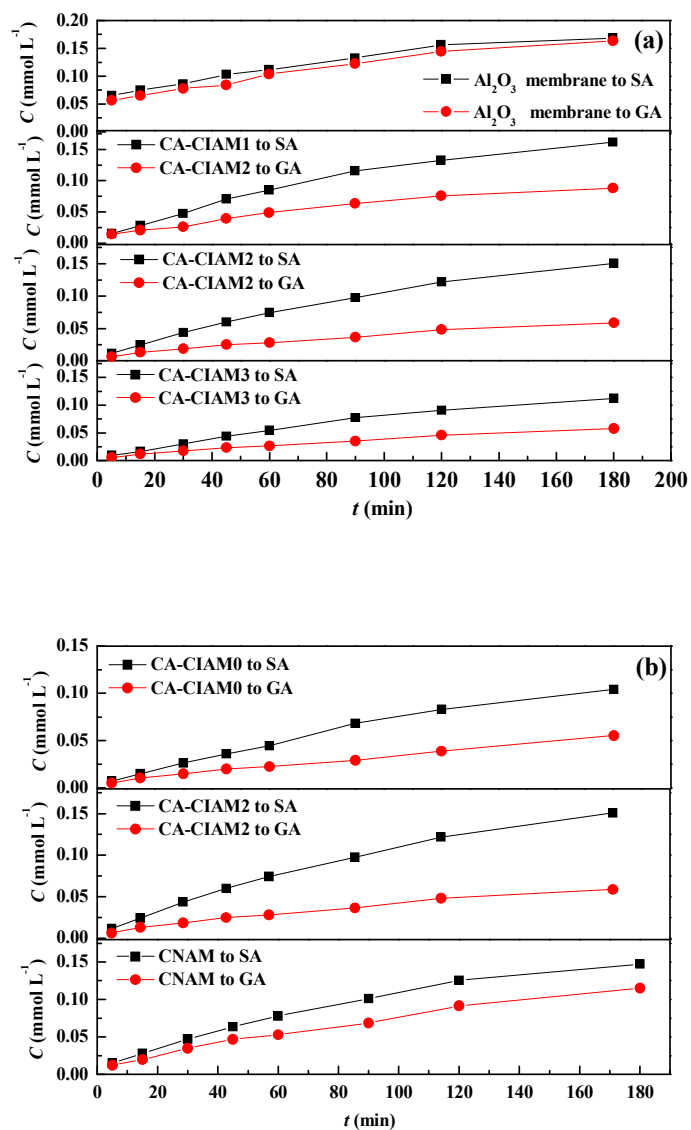 (a)
C (mmol L⁻¹)
0.20
0.15
0.10
0.05
0.00
Al₂O₃ membrane to SA
Al₂O₃ membrane to GA
C (mmol L⁻¹)
0.15
0.10
0.05
0.00
CA-CIAM1 to SA
CA-CIAM2 to GA
C (mmol L⁻¹)
0.15
0.10
0.05
0.00
CA-CIAM2 to SA
CA-CIAM2 to GA
C (mmol L⁻¹)
0.15
0.10
0.05
0.00
CA-CIAM3 to SA
CA-CIAM3 to GA
0 20 40 60 80 100 120 140 160 180 200
t (min)
(b)
C (mmol L⁻¹)
0.15
0.10
0.05
0.00
CA-CIAM0 to SA
CA-CIAM0 to GA
C (mmol L⁻¹)
0.15
0.10
0.05
0.00
CA-CIAM2 to SA
CA-CIAM2 to GA
C (mmol L⁻¹)
0.15
0.10
0.05
0.00
CNAM to SA
CNAM to GA
0 20 40 60 80 100 120 140 160 180
t (min)